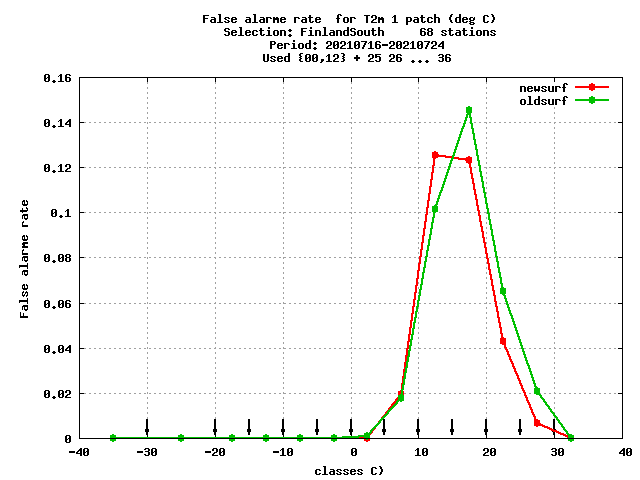 False alarme rate  for T2m 1 patch (deg C)
Selection: FinlandSouth     68 stations
Period: 20210716-20210724
Used {00,12} + 25 26 ... 36
newsurf
oldsurf
0.16
0.14
0.12
0.1
0.08
0.06
0.04
0.02
0
False alarme rate
-40 -30 -20 -10 0 10 20 30 40
classes C)